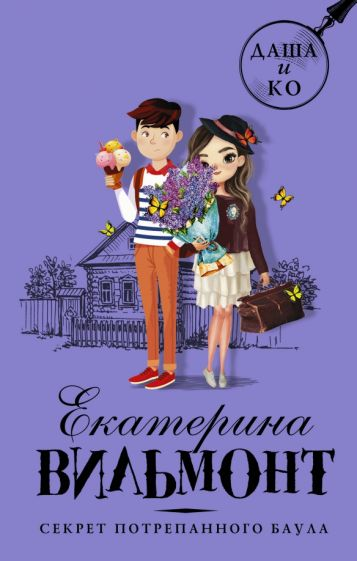 ДАША
И
КО
Екатерина
ВИЛЬМОНТ
СЕКРЕТ ПОТРЕПАННОГО БАУЛА